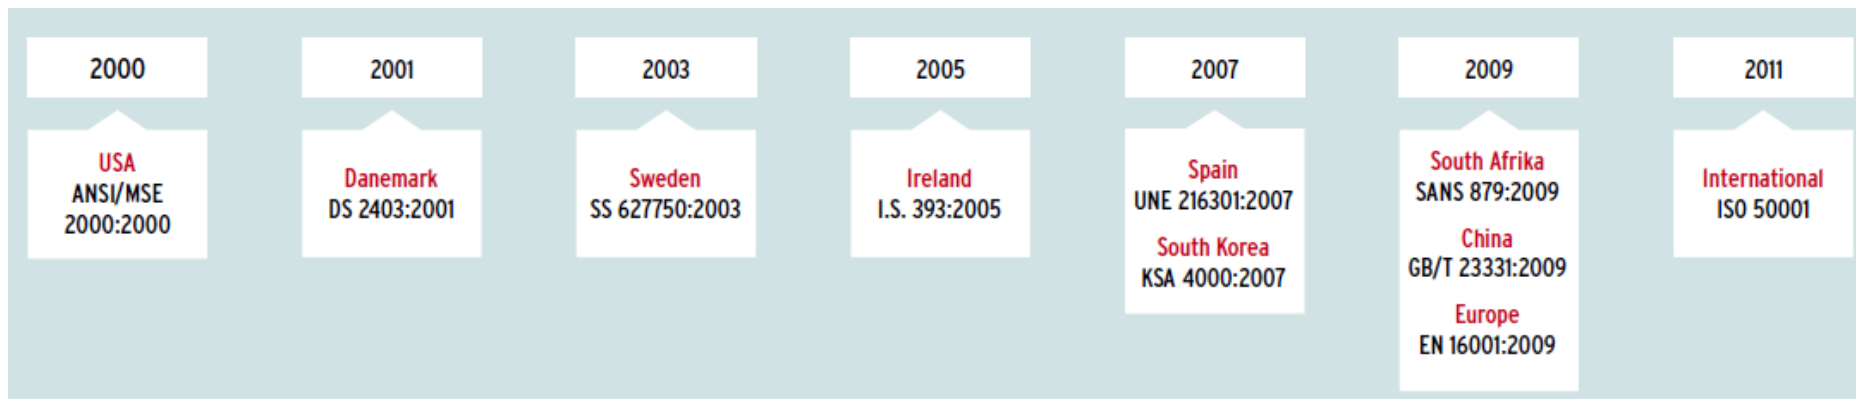 2000
USA
ANSI/MSE
2000:2000
2001
Danemark
DS 2403:2001
2003
Sweden
SS 627750:2003
2005
Ireland
I.S. 393:2005
2007
Spain
UNE 216301:2007
South Korea
KSA 4000:2007
2009
South Afrika
SANS 879:2009
China
GB/T 23331:2009
Europe
EN 16001:2009
2011
International
ISO 50001